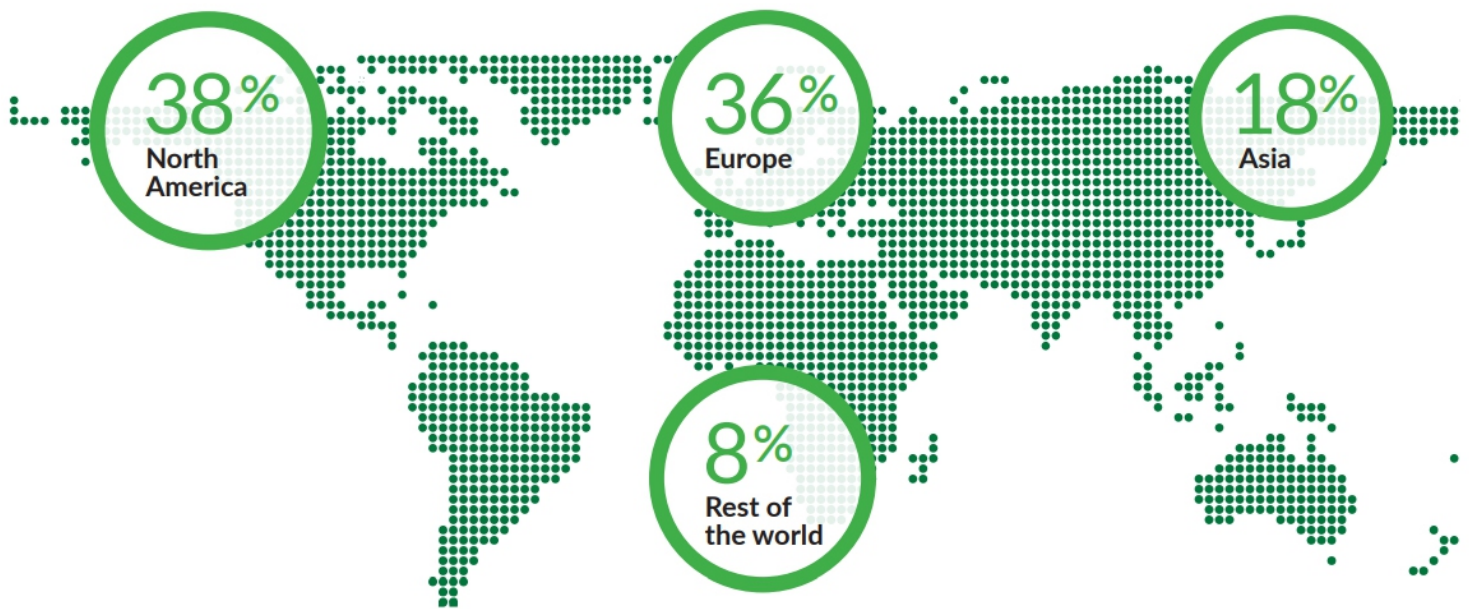 38%
North
America
36%
Europe
18%
Asia
8%
Rest of
the world